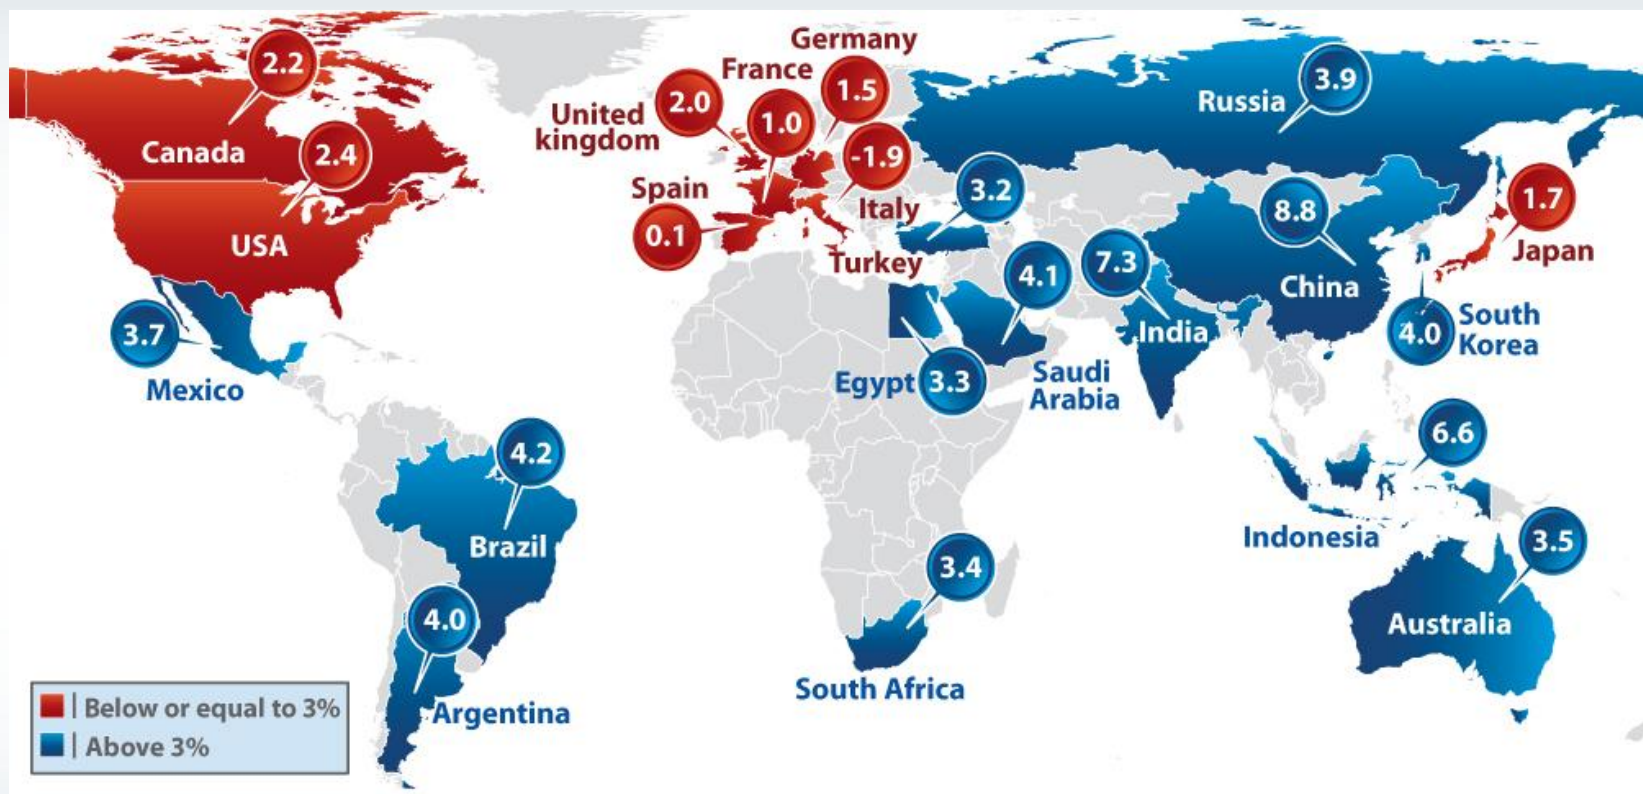 2.2
Canada
2.4
USA
3.7
Mexico
4.2
Brazil
4.0
Argentina
Germany
1.5
France
1.0
United
kingdom
2.0
-1.9
Italy
Spain
0.1
Turkey
3.2
Russia
3.9
8.8
China
1.7
Japan
4.1
Saudi
Arabia
7.3
India
4.0
South
Korea
Egypt
3.3
6.6
Indonesia
3.5
Australia
3.4
South Africa
Below or equal to 3%
Above 3%